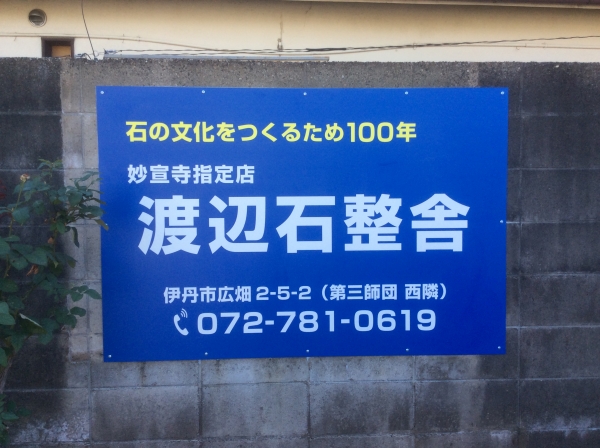 石の文化をつくるため100年
妙宣寺指定店
渡辺石整舎
伊丹市広畑2-5-2（第三師団 西隣）
072-781-0619